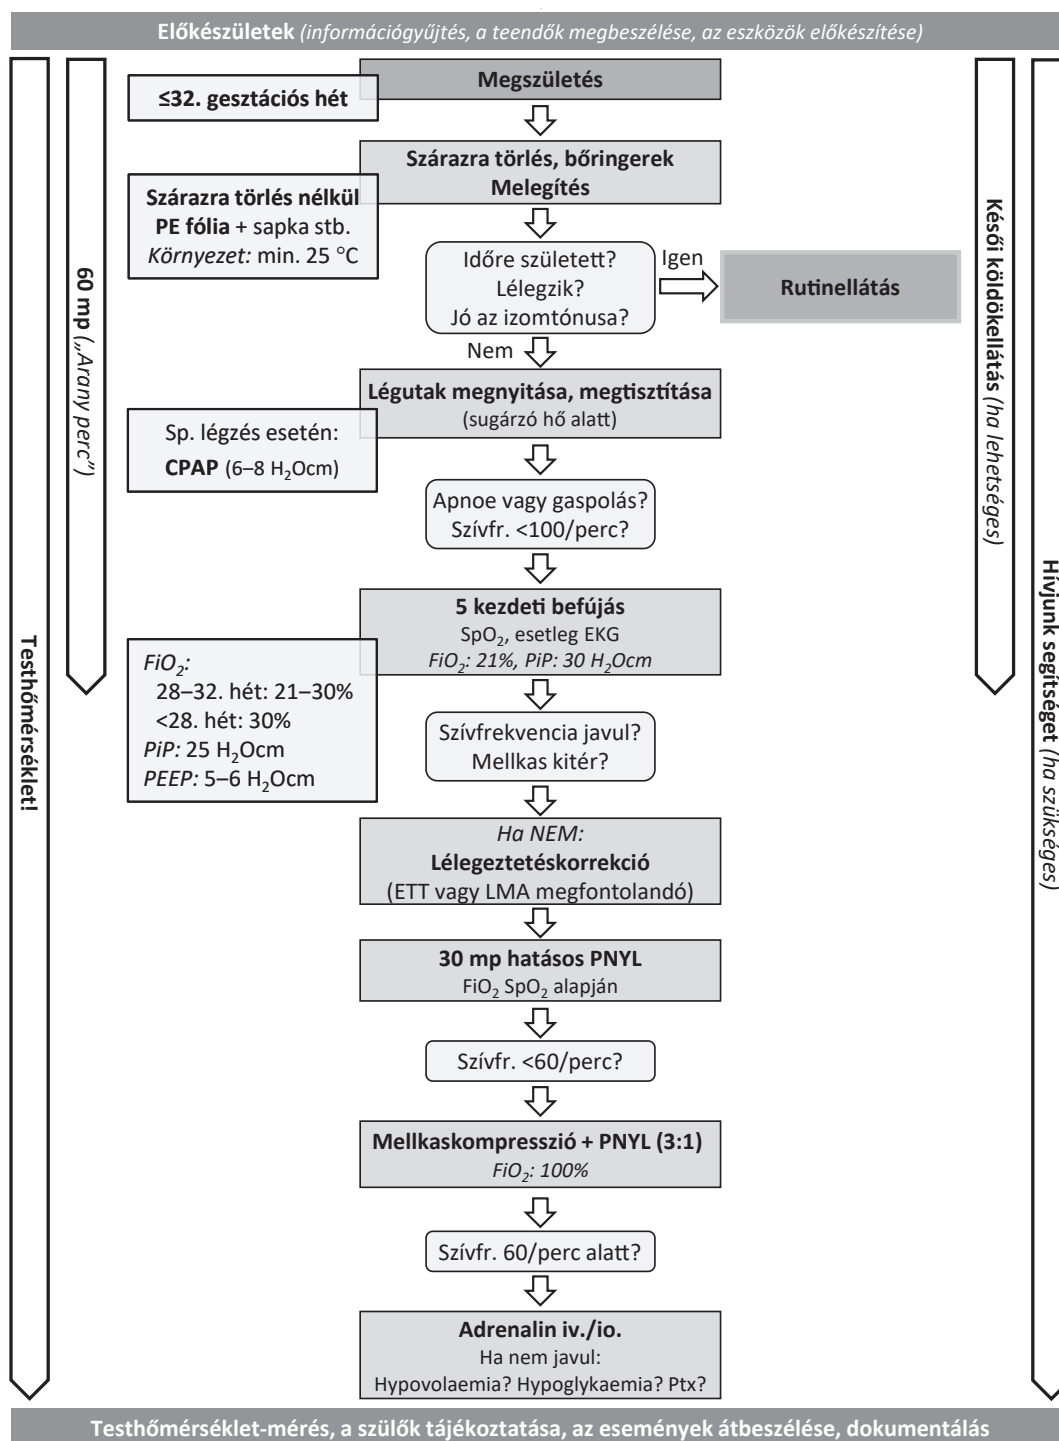 Előkészületek (információgyűjtés, a teendők megbeszélése, az eszközök előkészítése)
Megszületés
≤32. gesztációs hét
Szárazra törlés, bőringerek
Melegítés
Szárazra törlés nélkül
PE fólia + sapka stb.
Környezet: min. 25 °C
Időre született?
Lélegzik?
Jó az izomtónusa?
Igen
Rutinellátás
Nem
Légutak megnyitása, megtisztítása
(sugárzó hő alatt)
Sp. légzés esetén:
CPAP (6–8 H₂Ocm)
Apnoe vagy gaspolás?
Szívfr. <100/perc?
5 kezdeti befújás
SpO₂, esetleg EKG
FiO₂: 21%, PiP: 30 H₂Ocm
FiO₂:
28–32. hét: 21–30%
<28. hét: 30%
PiP: 25 H₂Ocm
PEEP: 5–6 H₂Ocm
Szívfrekvencia javul?
Mellkas kitér?
Ha NEM:
Lélegeztetéskorrekció
(ETT vagy LMA megfontolandó)
30 mp hatásos PNYL
FiO₂ SpO₂ alapján
Szívfr. <60/perc?
Mellkaskompresszió + PNYL (3:1)
FiO₂: 100%
Szívfr. 60/perc alatt?
Adrenalin iv./io.
Ha nem javul:
Hypovolaemia? Hypoglykaemia? Ptx?
Testhőmérséklet!
60 mp („Arany perc”)
Késői köldökellátás (ha lehetséges)
Hívjunk segítséget (ha szükséges)
Testhőmérséklet-mérés, a szülők tájékoztatása, az események átbeszélése, dokumentálás